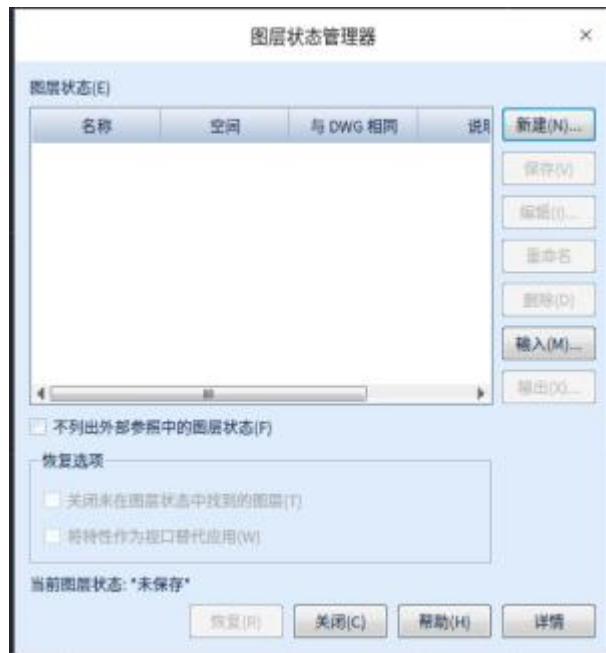 图层状态管理器 ×
图层状态(E)
名称 空间 与 DWG 相同 说
新建(N)...
保存(V)
编辑(I)...
重命名
删除(D)
输入(M)...
输出(X)...
不列出外部参照中的图层状态(F)
恢复选项
关闭未在图层状态中找到的图层(T)
将特性作为视口替代应用(W)
当前图层状态: *未保存*
恢复(R) 关闭(C) 帮助(H) 详情